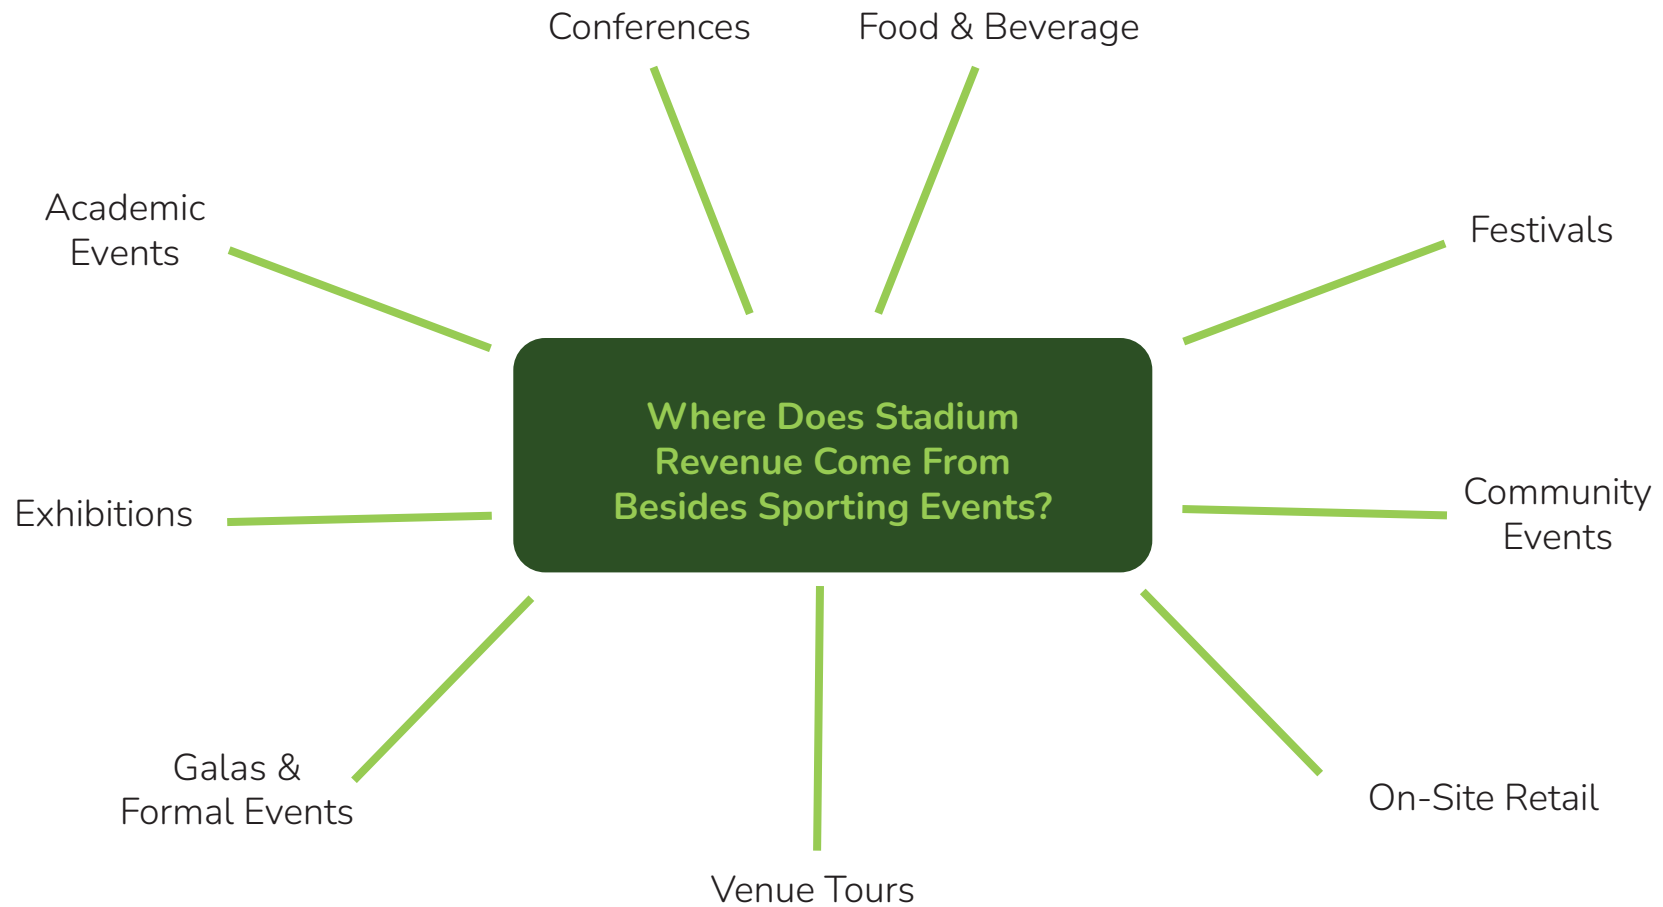 Conferences
Food & Beverage
Academic
Events
Festivals
Where Does Stadium
Revenue Come From
Besides Sporting Events?
Exhibitions
Community
Events
Galas &
Formal Events
On-Site Retail
Venue Tours